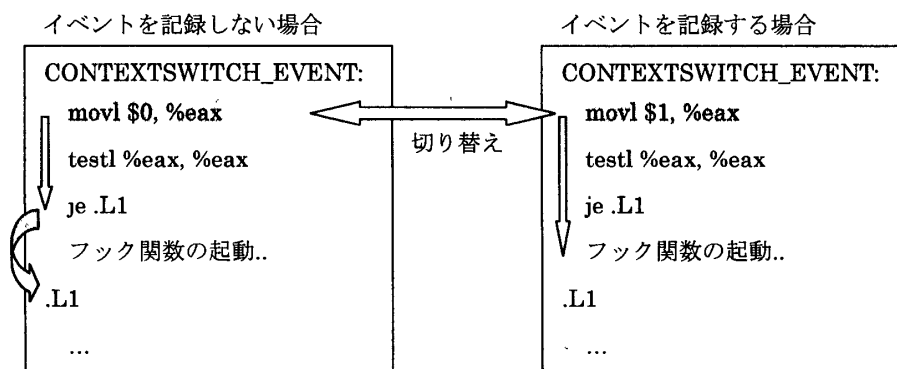 イベントを記録しない場合
CONTEXTSWITCH_EVENT:
movl $0, %eax
testl %eax, %eax
je .L1
フック関数の起動..
.L1
...
切り替え
イベントを記録する場合
CONTEXTSWITCH_EVENT:
movl $1, %eax
testl %eax, %eax
je .L1
フック関数の起動..
.L1
...